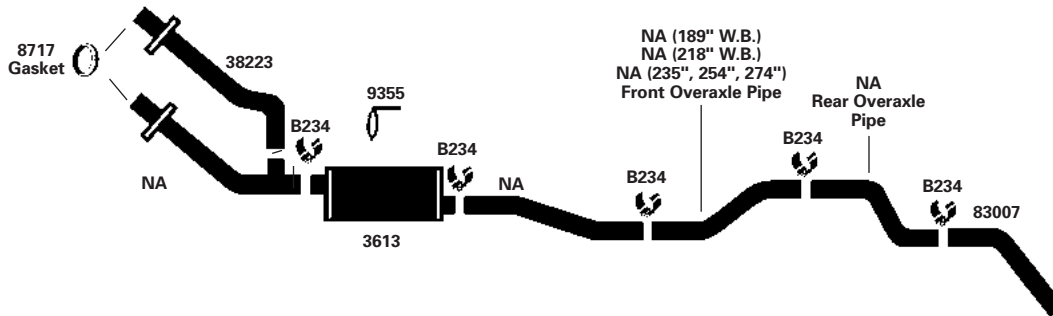 8717
Gasket
38223
NA
B234
9355
3613
B234
NA
B234
NA (189" W.B.)
NA (218" W.B.)
NA (235", 254", 274")
Front Overaxle Pipe
B234
NA
Rear Overaxle
Pipe
B234
83007